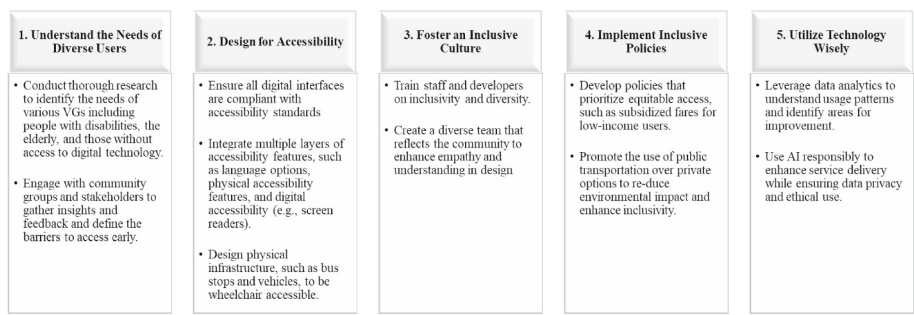 1. Understand the Needs of
Diverse Users
• Conduct thorough research
to identify the needs of
various VGs including
people with disabilities, the
elderly, and those without
access to digital technology.
• Engage with community
groups and stakeholders to
gather insights and
feedback and define the
barriers to access early.
2. Design for Accessibility
• Ensure all digital interfaces
are compliant with
accessibility standards
• Integrate multiple layers of
accessibility features, such
as language options,
physical accessibility
features, and digital
accessibility (e.g., screen
readers).
• Design physical
infrastructure, such as bus
stops and vehicles, to be
wheelchair accessible.
3. Foster an Inclusive
Culture
• Train staff and developers
on inclusivity and diversity.
• Create a diverse team that
reflects the community to
enhance empathy and
understanding in design
4. Implement Inclusive
Policies
• Develop policies that
prioritize equitable access,
such as subsidized fares for
low-income users.
• Promote the use of public
transportation over private
options to re-duce
environmental impact and
enhance inclusivity.
5. Utilize Technology
Wisely
• Leverage data analytics to
understand usage patterns
and identify areas for
improvement.
• Use AI responsibly to
enhance service delivery
while ensuring data privacy
and ethical use.